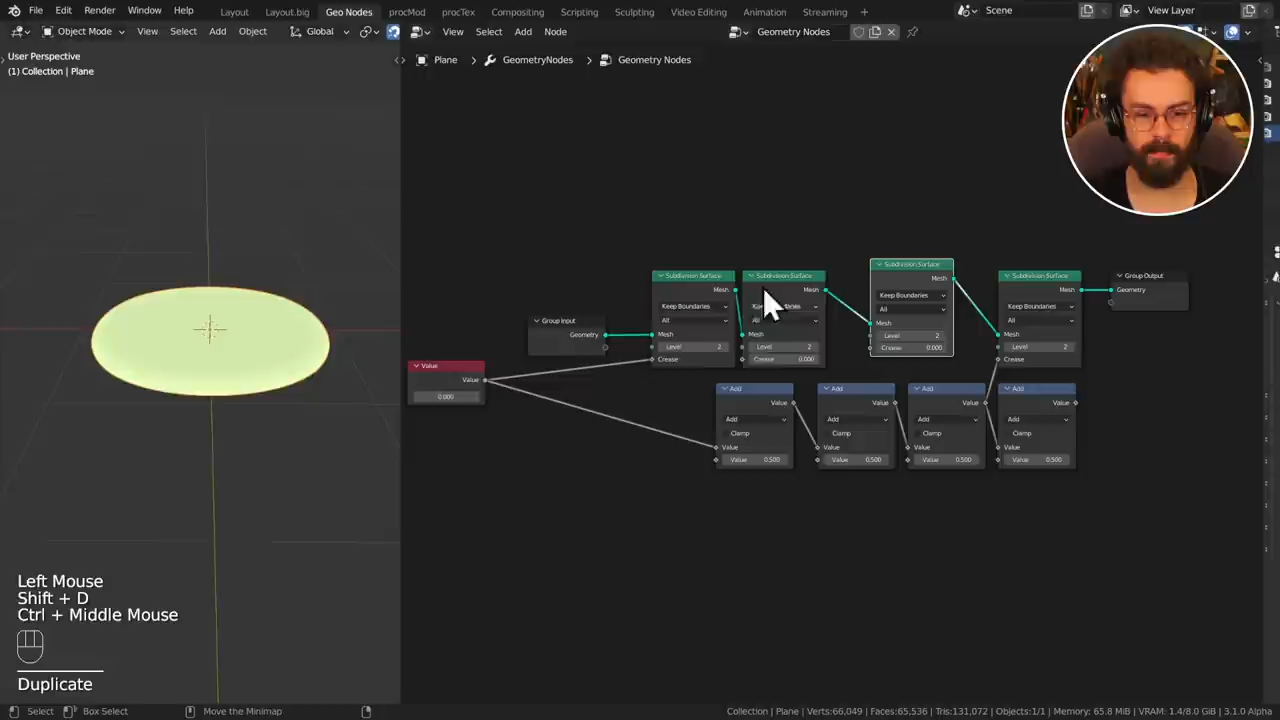 File Edit Render Window Help Layout Layout.big Geo Nodes procMod procTex Compositing Scripting Sculpting Video Editing Animation Streaming + Scene View Layer
Object Mode View Select Add Object Global View Select Add Node Geometry Nodes
User Perspective
(1) Collection | Plane
Plane > GeometryNodes > Geometry Nodes
Group Input
Geometry
Value
Value
0.000
Subdivision Surface
Mesh
Keep Boundaries
All
Mesh
Level 2
Crease
Subdivision Surface
Mesh
All
Mesh
Level 2
Crease 0.000
Subdivision Surface
Mesh
Keep Boundaries
All
Mesh
Level 2
Crease 0.000
Subdivision Surface
Mesh
Keep Boundaries
All
Mesh
Level 2
Crease
Group Output
Geometry
Add
Value
Add
Clamp
Value
Value 0.500
Add
Value
Add
Clamp
Value
Value 0.500
Add
Value
Add
Clamp
Value
Value 0.500
Add
Value
Add
Clamp
Value
Value 0.500
Left Mouse
Shift + D
Ctrl + Middle Mouse
Duplicate
Select Box Select Move the Minimap Collection | Plane | Verts:66,049 | Faces:65,536 | Tris:131,072 | Objects:1/1 | Memory: 65.8 MiB | VRAM: 1.4/8.0 GiB | 3.1.0 Alpha